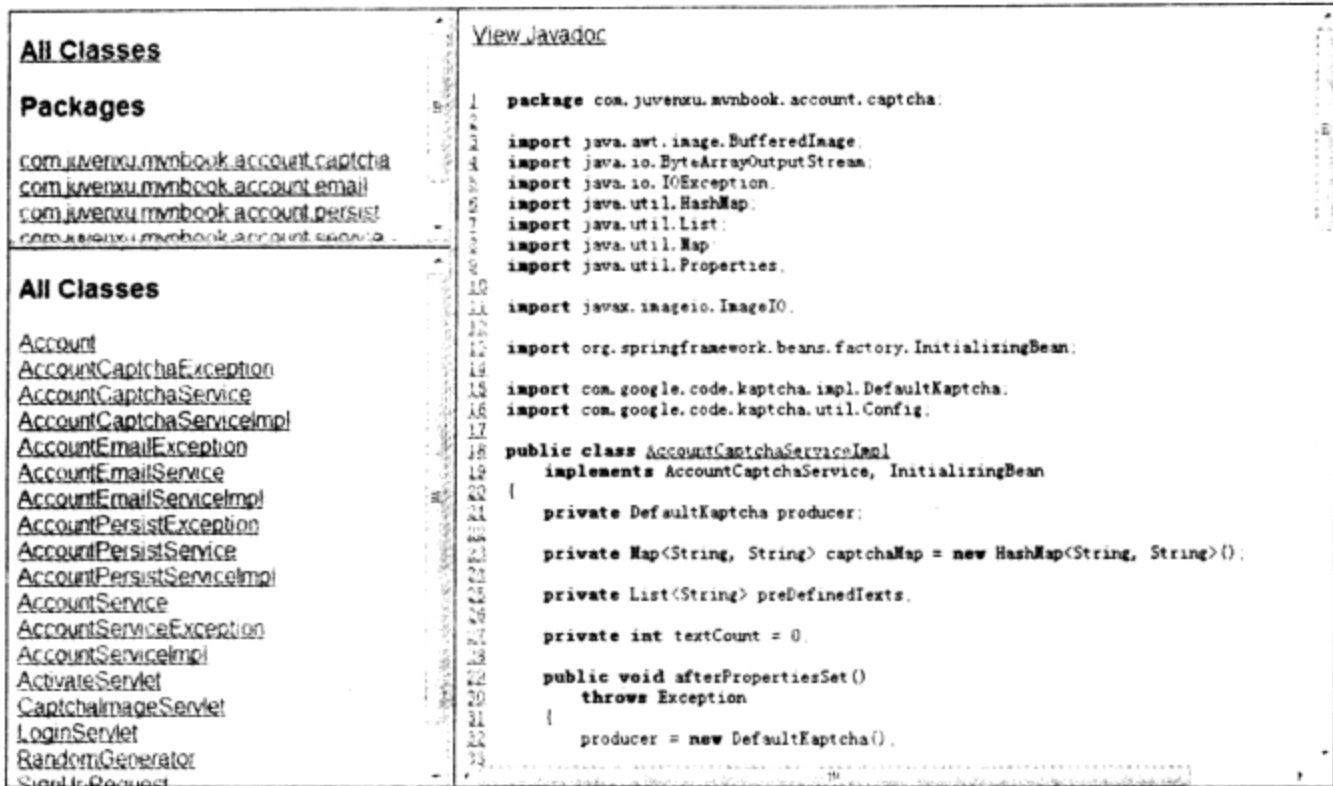 All Classes
Packages
com.juvenxu.mvnbook.account.captcha
com.juvenxu.mvnbook.account.email
com.juvenxu.mvnbook.account.persist
com.juvenxu.mvnbook.account.service
All Classes
Account
AccountCaptchaException
AccountCaptchaService
AccountCaptchaServiceImpl
AccountEmailException
AccountEmailService
AccountEmailServiceImpl
AccountPersistException
AccountPersistService
AccountPersistServiceImpl
AccountService
AccountServiceException
AccountServiceImpl
ActivateServlet
CaptchaImageServlet
LoginServlet
RandomGenerator
SignUpRequest
View Javadoc
1 package com.juvenxu.mvnbook.account.captcha;
2
3 import java.awt.image.BufferedImage;
4 import java.io.ByteArrayOutputStream;
5 import java.io.IOException;
6 import java.util.HashMap;
7 import java.util.List;
8 import java.util.Map;
9 import java.util.Properties;
10
11 import javax.imageio.ImageIO;
12
13 import org.springframework.beans.factory.InitializingBean;
14
15 import com.google.code.kaptcha.impl.DefaultKaptcha;
16 import com.google.code.kaptcha.util.Config;
17
18 public class AccountCaptchaServiceImpl
19 implements AccountCaptchaService, InitializingBean
20 {
21 private DefaultKaptcha producer;
22
23 private Map<String, String> captchaMap = new HashMap<String, String>();
24
25 private List<String> preDefinedTexts;
26
27 private int textCount = 0;
28
29 public void afterPropertiesSet()
30 throws Exception
31 {
32 producer = new DefaultKaptcha();
33